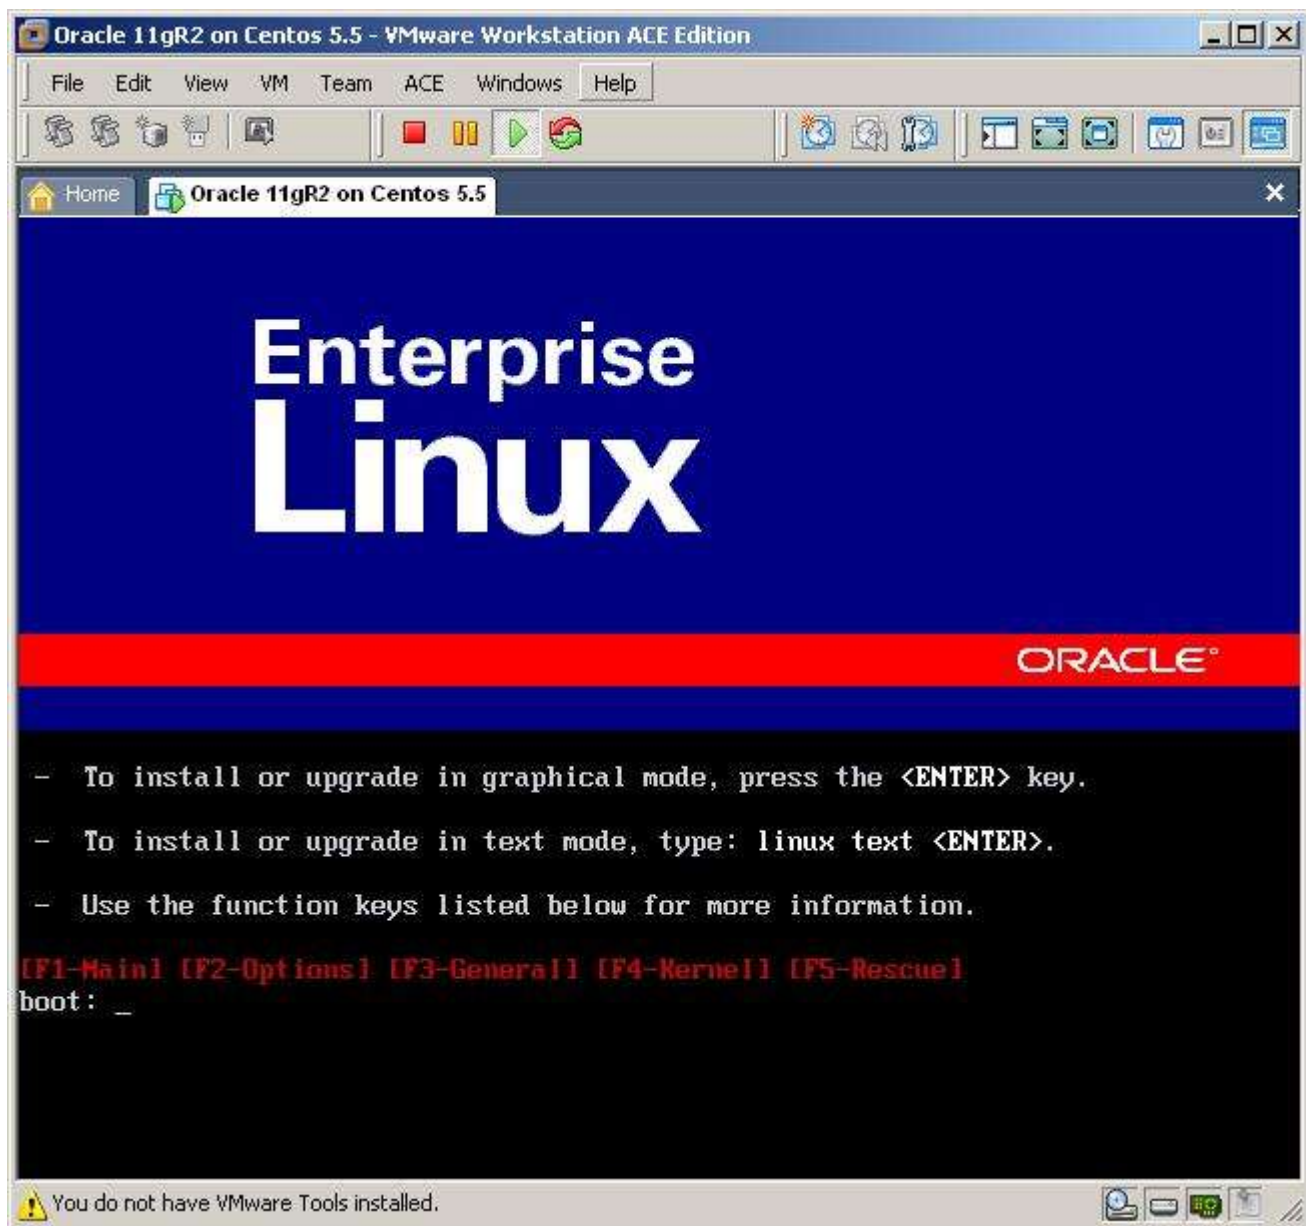 Oracle 11gR2 on Centos 5.5 - VMware Workstation ACE Edition
File Edit View VM Team ACE Windows Help
Home Oracle 11gR2 on Centos 5.5
Enterprise
Linux
ORACLE
- To install or upgrade in graphical mode, press the <ENTER> key.
- To install or upgrade in text mode, type: linux text <ENTER>.
- Use the function keys listed below for more information.
[F1-Main] [F2-Options] [F3-General] [F4-Kernel] [F5-Rescue]
boot: _
You do not have VMware Tools installed.